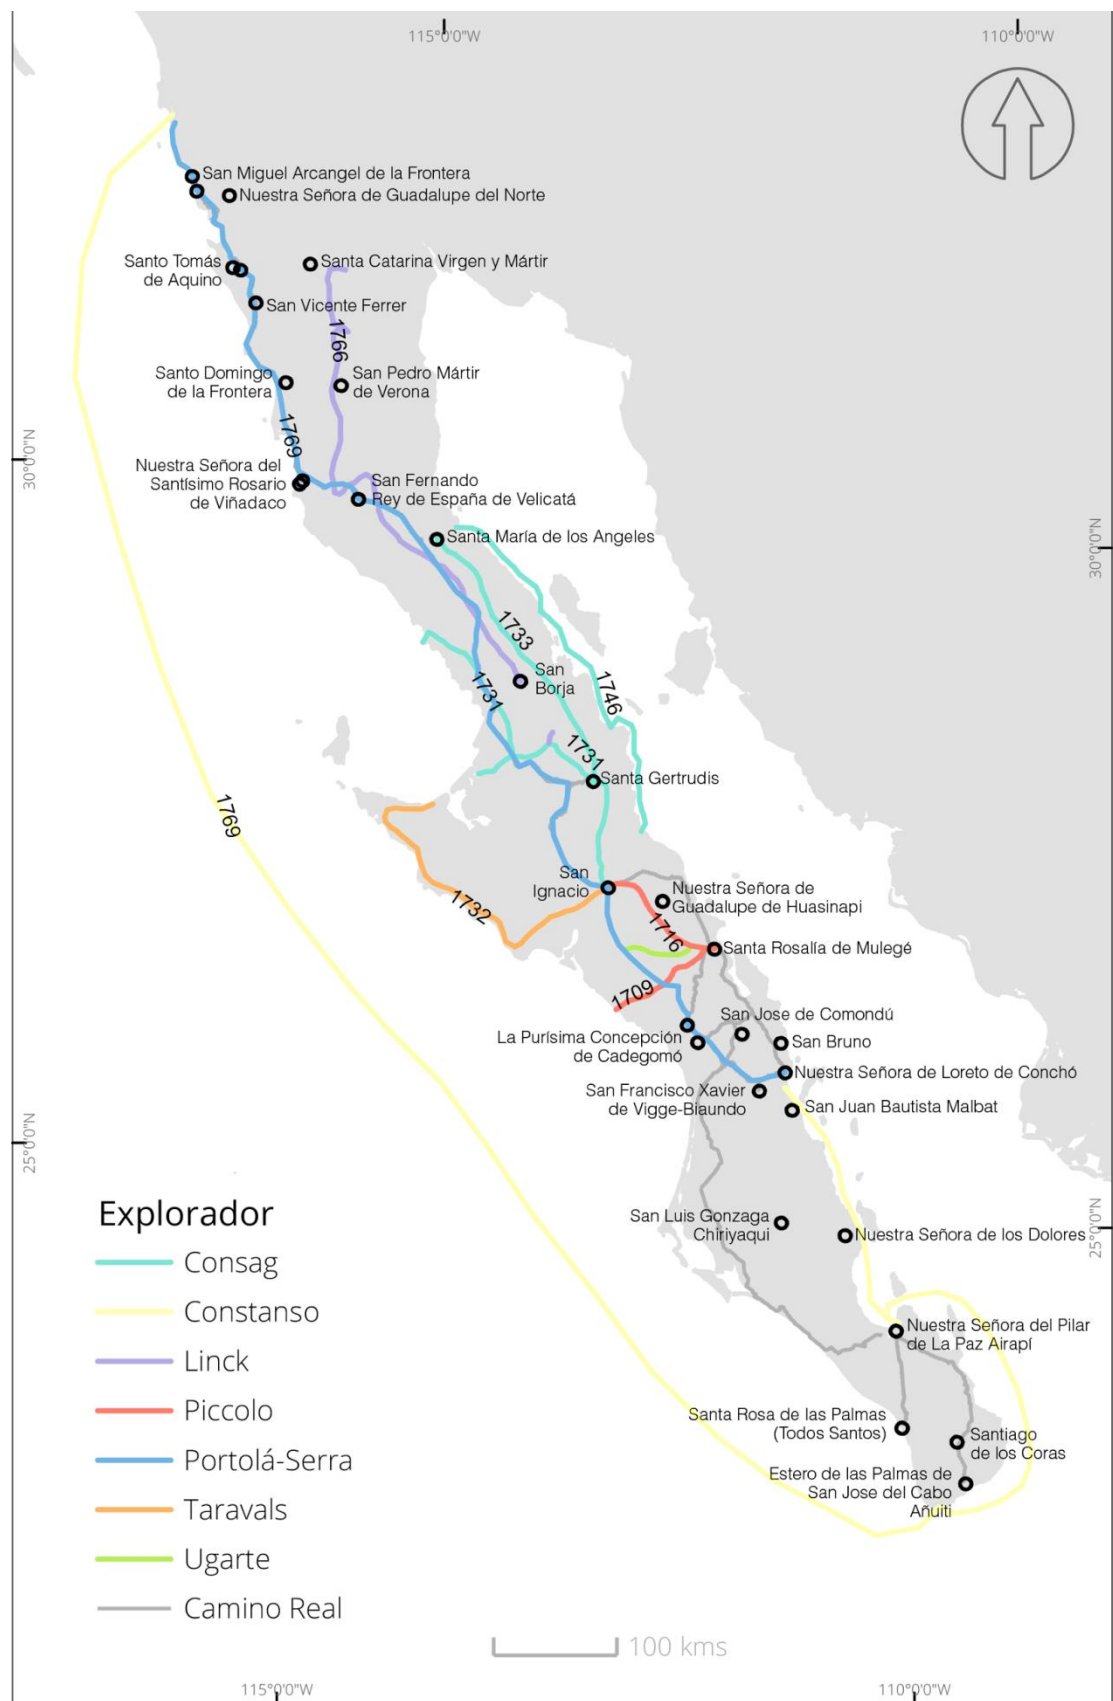 115°0'0"W
110°0'0"W
San Miguel Arcangel de la Frontera
Nuestra Señora de Guadalupe del Norte
Santo Tomás
de Aquino
Santa Catarina Virgen y Mártir
San Vicente Ferrer
1766
Santo Domingo
de la Frontera
San Pedro Mártir
de Verona
1769
30°0'0"N
Nuestra Señora del
Santísimo Rosario
de Viñadaco
San Fernando
Rey de España de Velicatá
Santa María de los Angeles
30°0'0"N
1733
San
Borja
1731
1746
1731
Santa Gertrudis
1769
San
Ignacio
1732
Nuestra Señora de
Guadalupe de Huasinapi
1716
Santa Rosalía de Mulegé
1709
San Jose de Comondú
La Purísima Concepción
de Cadegomó
San Bruno
Nuestra Señora de Loreto de Conchó
San Francisco Xavier
de Vigge-Biaundo
San Juan Bautista Malbat
25°0'0"N
San Luis Gonzaga
Chiriyaqui
Nuestra Señora de los Dolores
25°0'0"N
Nuestra Señora del Pilar
de La Paz Airapí
Santa Rosa de las Palmas
(Todos Santos)
Santiago
de los Coras
Estero de las Palmas de
San Jose del Cabo
Añuiti
Explorador
Consag
Constanso
Linck
Piccolo
Portolá-Serra
Taravals
Ugarte
Camino Real
100 kms
115°0'0"W
110°0'0"W